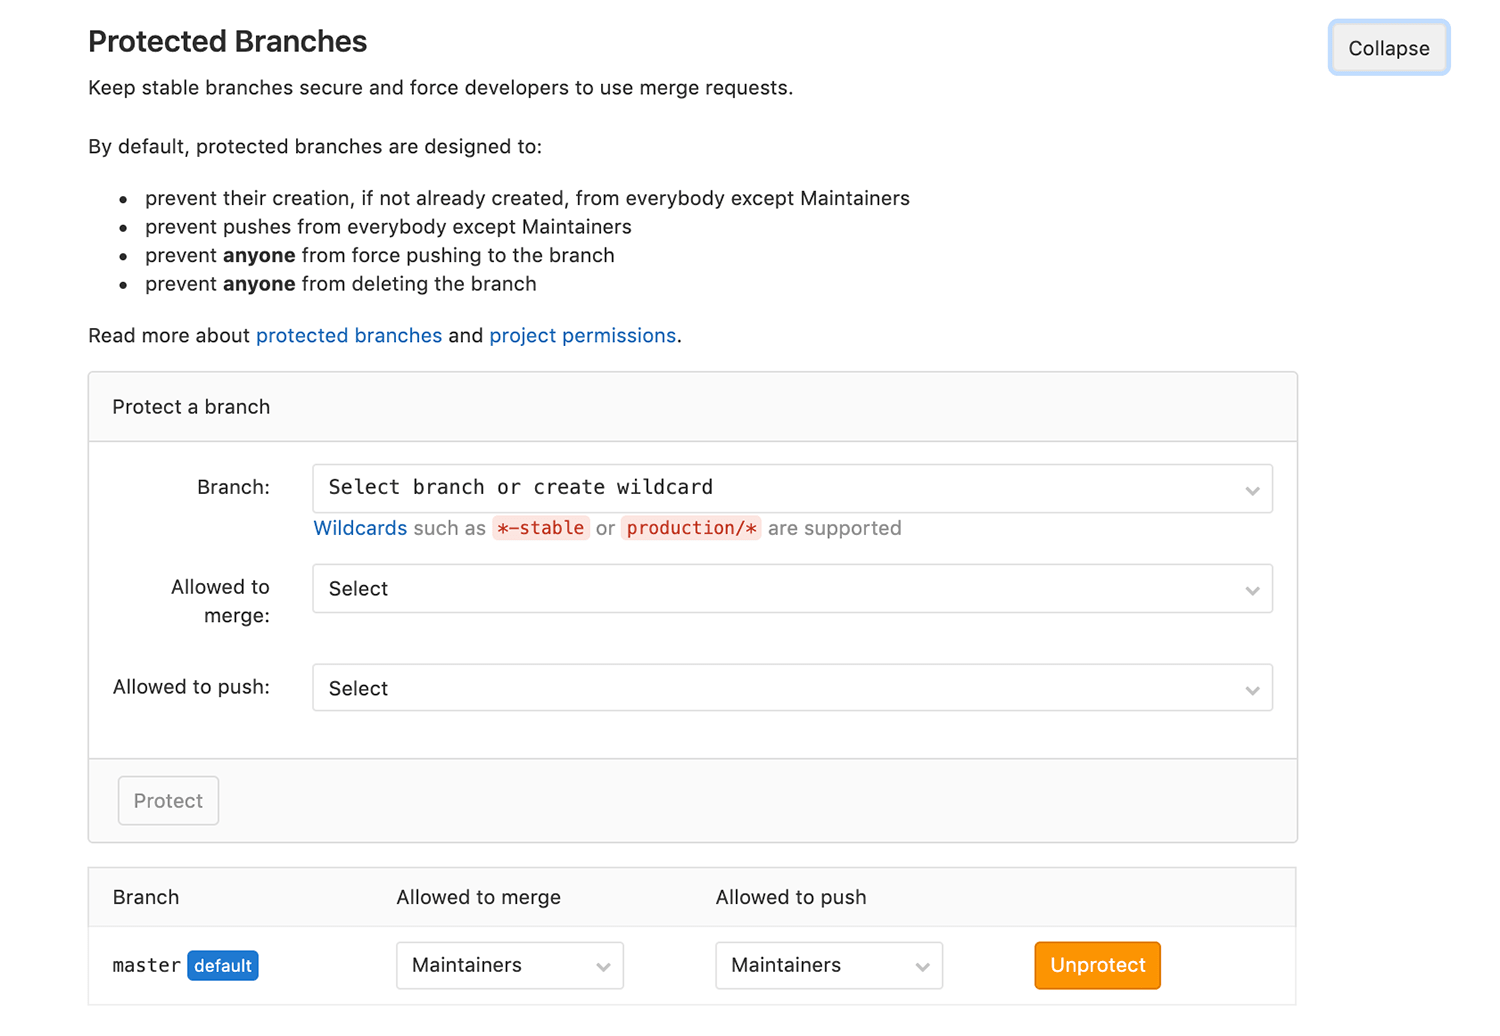 Protected Branches
Collapse
Keep stable branches secure and force developers to use merge requests.
By default, protected branches are designed to:
• prevent their creation, if not already created, from everybody except Maintainers
• prevent pushes from everybody except Maintainers
• prevent anyone from force pushing to the branch
• prevent anyone from deleting the branch
Read more about protected branches and project permissions.
Protect a branch
Branch: Select branch or create wildcard
Wildcards such as *-stable or production/* are supported
Allowed to merge: Select
Allowed to push: Select
Protect
Branch Allowed to merge Allowed to push
master default Maintainers Maintainers Unprotect